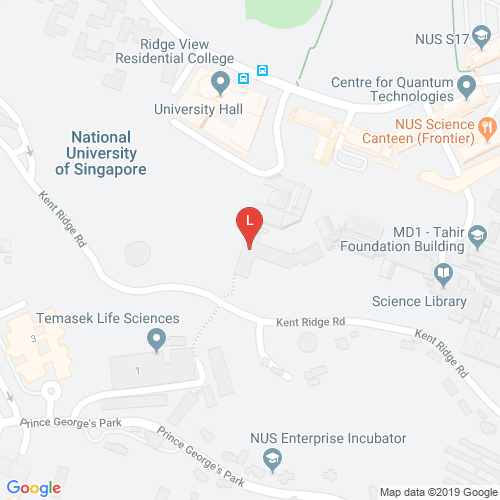 NUS S17
Ridge View
Residential College
Centre for Quantum
Technologies
University Hall
NUS Science
Canteen (Frontier)
National
University
of Singapore
Kent Ridge Rd
L
MD1 - Tahir
Foundation Building
Science Library
Temasek Life Sciences
Kent Ridge Rd
Kent Ridge Rd
3
1
Prince George's Park
Prince George's Park
NUS Enterprise Incubator
Google
Map data ©2019 Google